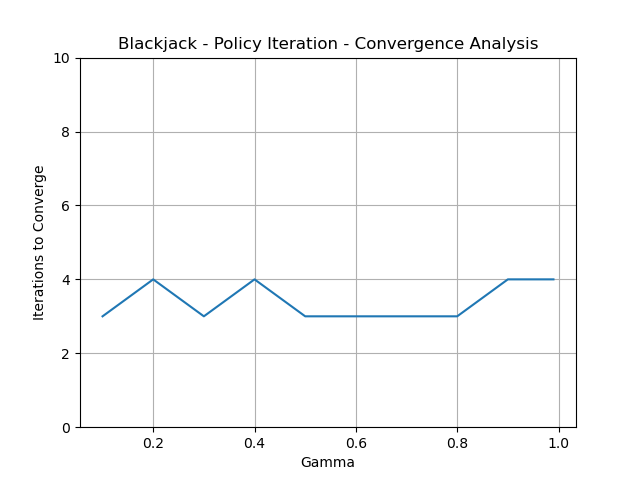 Blackjack - Policy Iteration - Convergence Analysis
Iterations to Converge
10
8
6
4
2
0
0.2 0.4 0.6 0.8 1.0
Gamma